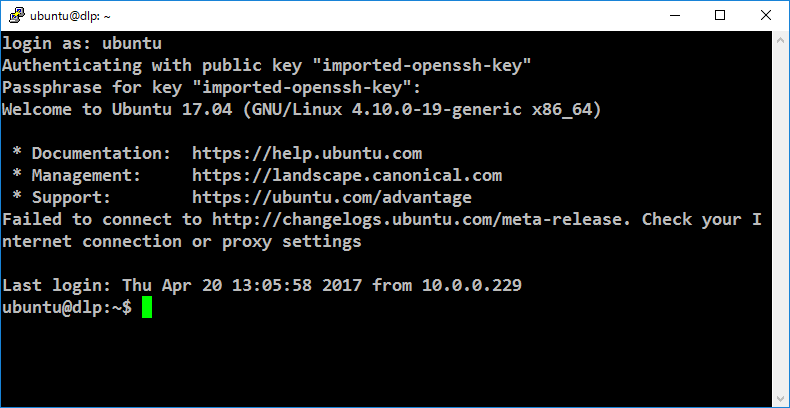 ubuntu@dlp: ~
login as: ubuntu
Authenticating with public key "imported-openssh-key"
Passphrase for key "imported-openssh-key":
Welcome to Ubuntu 17.04 (GNU/Linux 4.10.0-19-generic x86_64)
 * Documentation:  https://help.ubuntu.com
 * Management:     https://landscape.canonical.com
 * Support:        https://ubuntu.com/advantage
Failed to connect to http://changelogs.ubuntu.com/meta-release. Check your I
nternet connection or proxy settings
Last login: Thu Apr 20 13:05:58 2017 from 10.0.0.229
ubuntu@dlp:~$